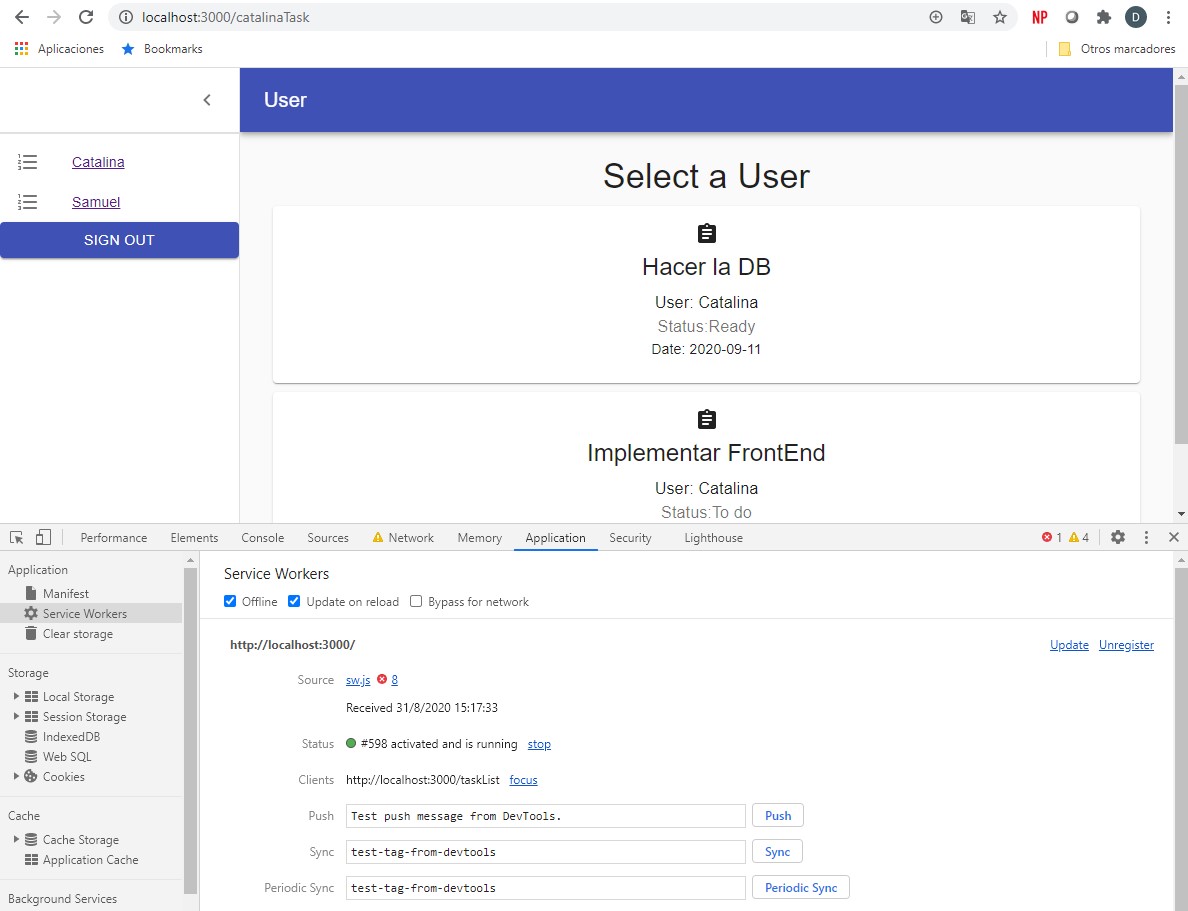 localhost:3000/catalinaTask
NP
D
Aplicaciones
Bookmarks
Otros marcadores
User
Catalina
Samuel
SIGN OUT
Select a User
Hacer la DB
User: Catalina
Status:Ready
Date: 2020-09-11
Implementar FrontEnd
User: Catalina
Status:To do
Performance Elements Console Sources Network Memory Application Security Lighthouse 1 4
Application
Manifest
Service Workers
Clear storage
Storage
Local Storage
Session Storage
IndexedDB
Web SQL
Cookies
Cache
Cache Storage
Application Cache
Background Services
Service Workers
Offline Update on reload Bypass for network
http://localhost:3000/ Update Unregister
Source sw.js 8
Received 31/8/2020 15:17:33
Status #598 activated and is running stop
Clients http://localhost:3000/taskList focus
Push Test push message from DevTools. Push
Sync test-tag-from-devtools Sync
Periodic Sync test-tag-from-devtools Periodic Sync